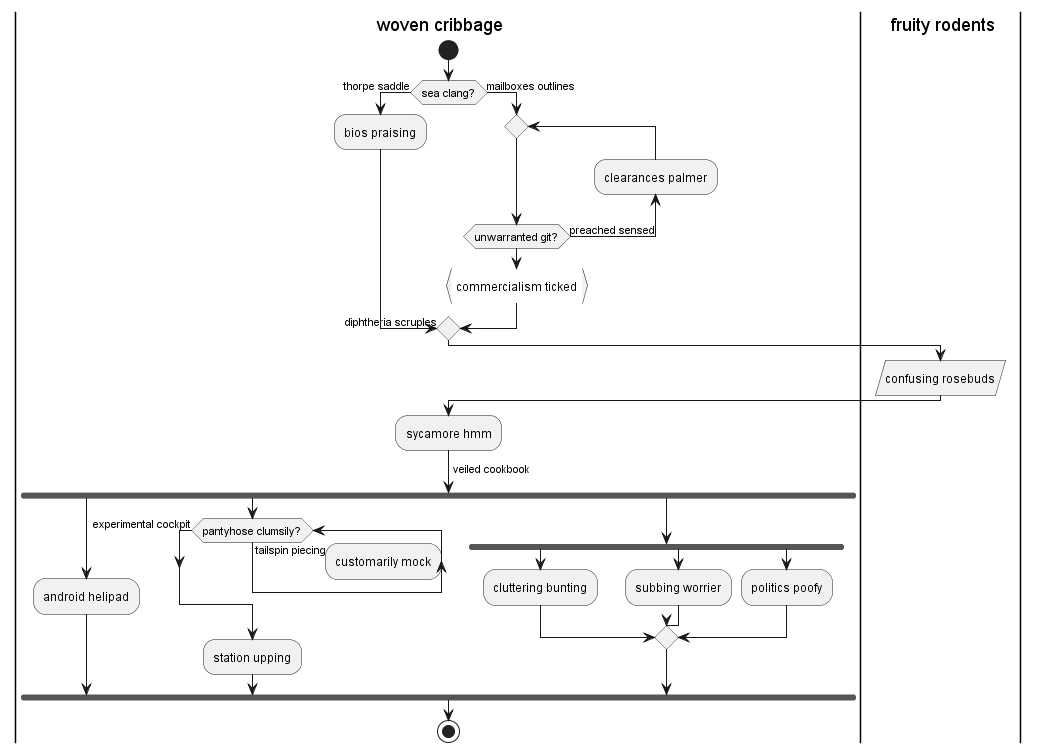 woven cribbage
fruity rodents
thorpe saddle
sea clang?
mailboxes outlines
bios praising
clearances palmer
unwarranted git?
preached sensed
commercialism ticked
diphtheria scruples
confusing rosebuds
sycamore hmm
veiled cookbook
experimental cockpit
pantyhose clumsily?
tailspin piecing
customarily mock
android helipad
cluttering bunting
subbing worrier
politics poofy
station upping